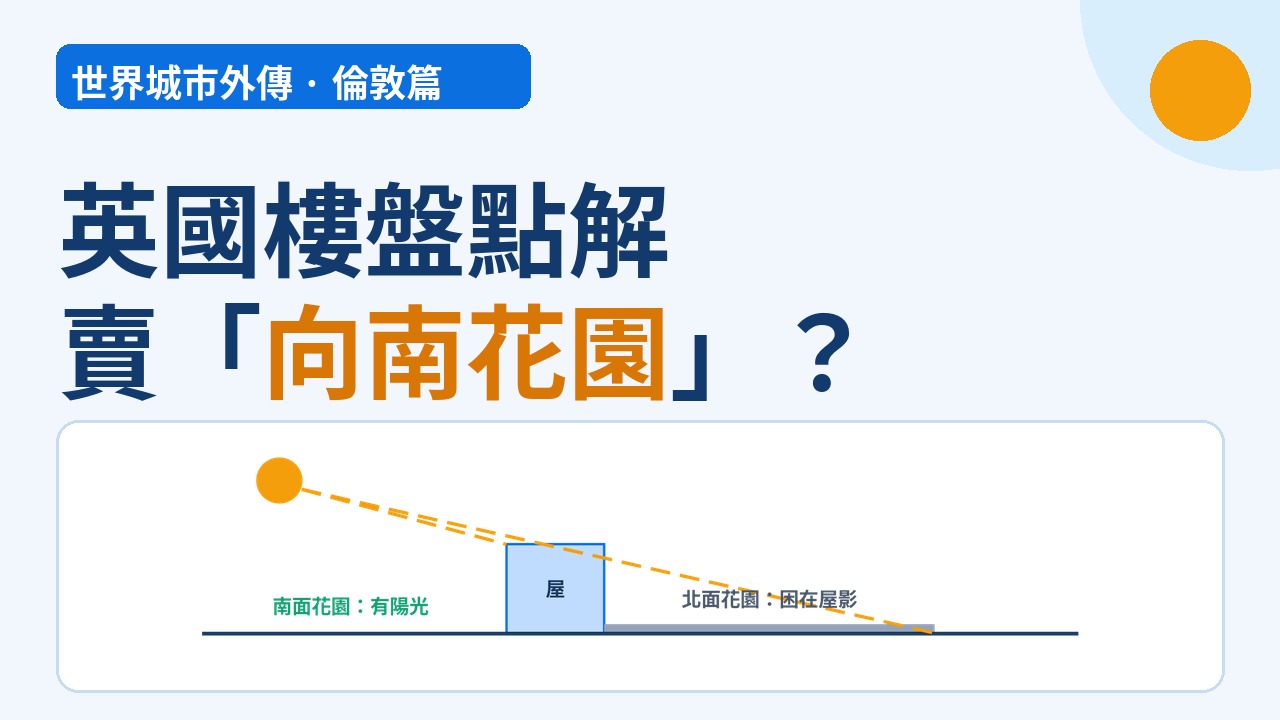 世界城市外傳 · 倫敦篇
英國樓盤點解
賣「向南花園」？
屋
南面花園：有陽光
北面花園：困在屋影